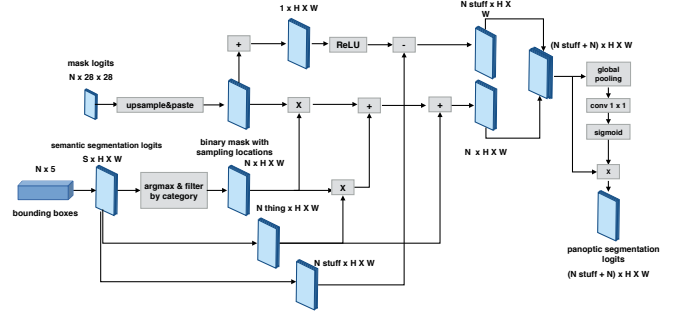 1 x H X W
N stuff x H X
W
+
ReLU
-
(N stuff + N) x H X W
mask logits
N x 28 x 28
upsample&paste
X
+
+
global
pooling
conv 1 x 1
sigmoid
x
semantic segmentation logits
S x H X W
binary mask with
sampling locations
N x H X W
N x H X W
N x 5
argmax & filter
by category
X
bounding boxes
N thing x H X W
N stuff x H X W
panoptic segmentation
logits
(N stuff + N) x H X W